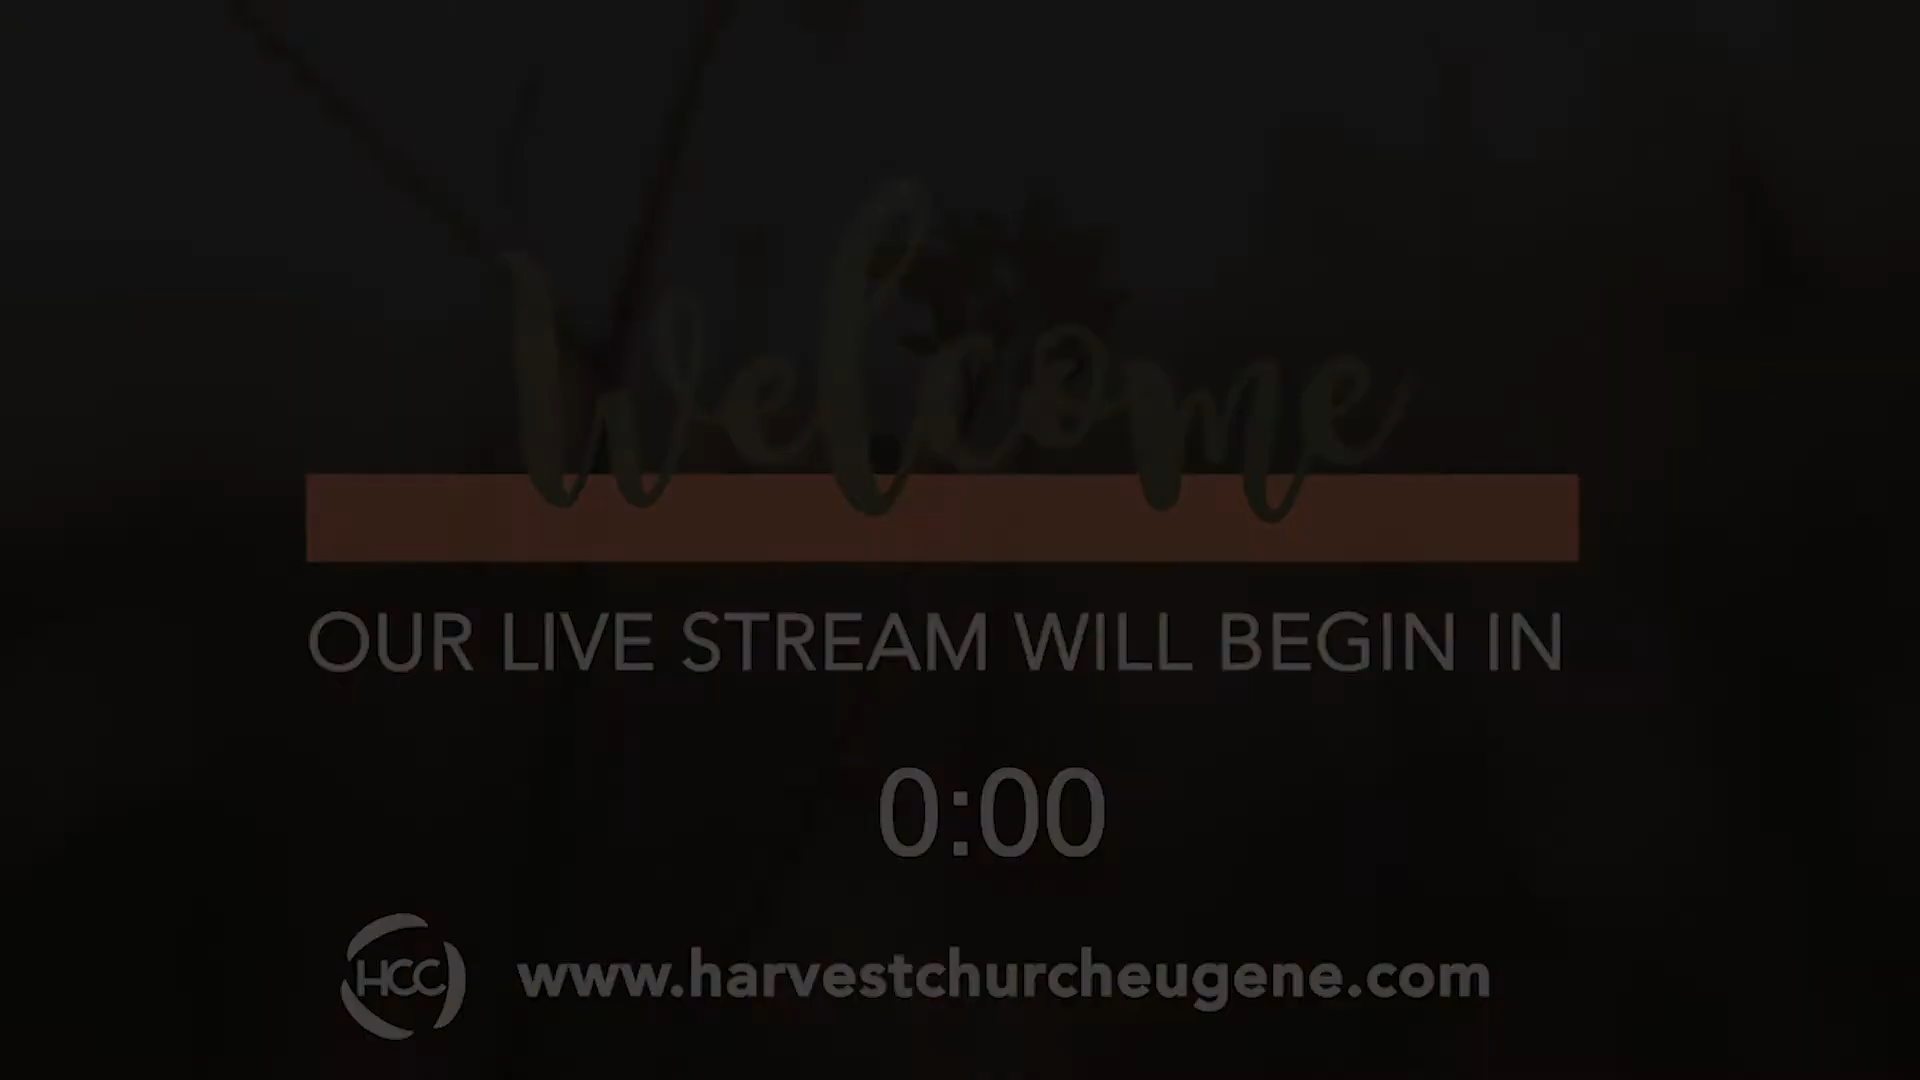 Welcome
OUR LIVE STREAM WILL BEGIN IN
0:00
HCC
www.harvestchurcheugene.com